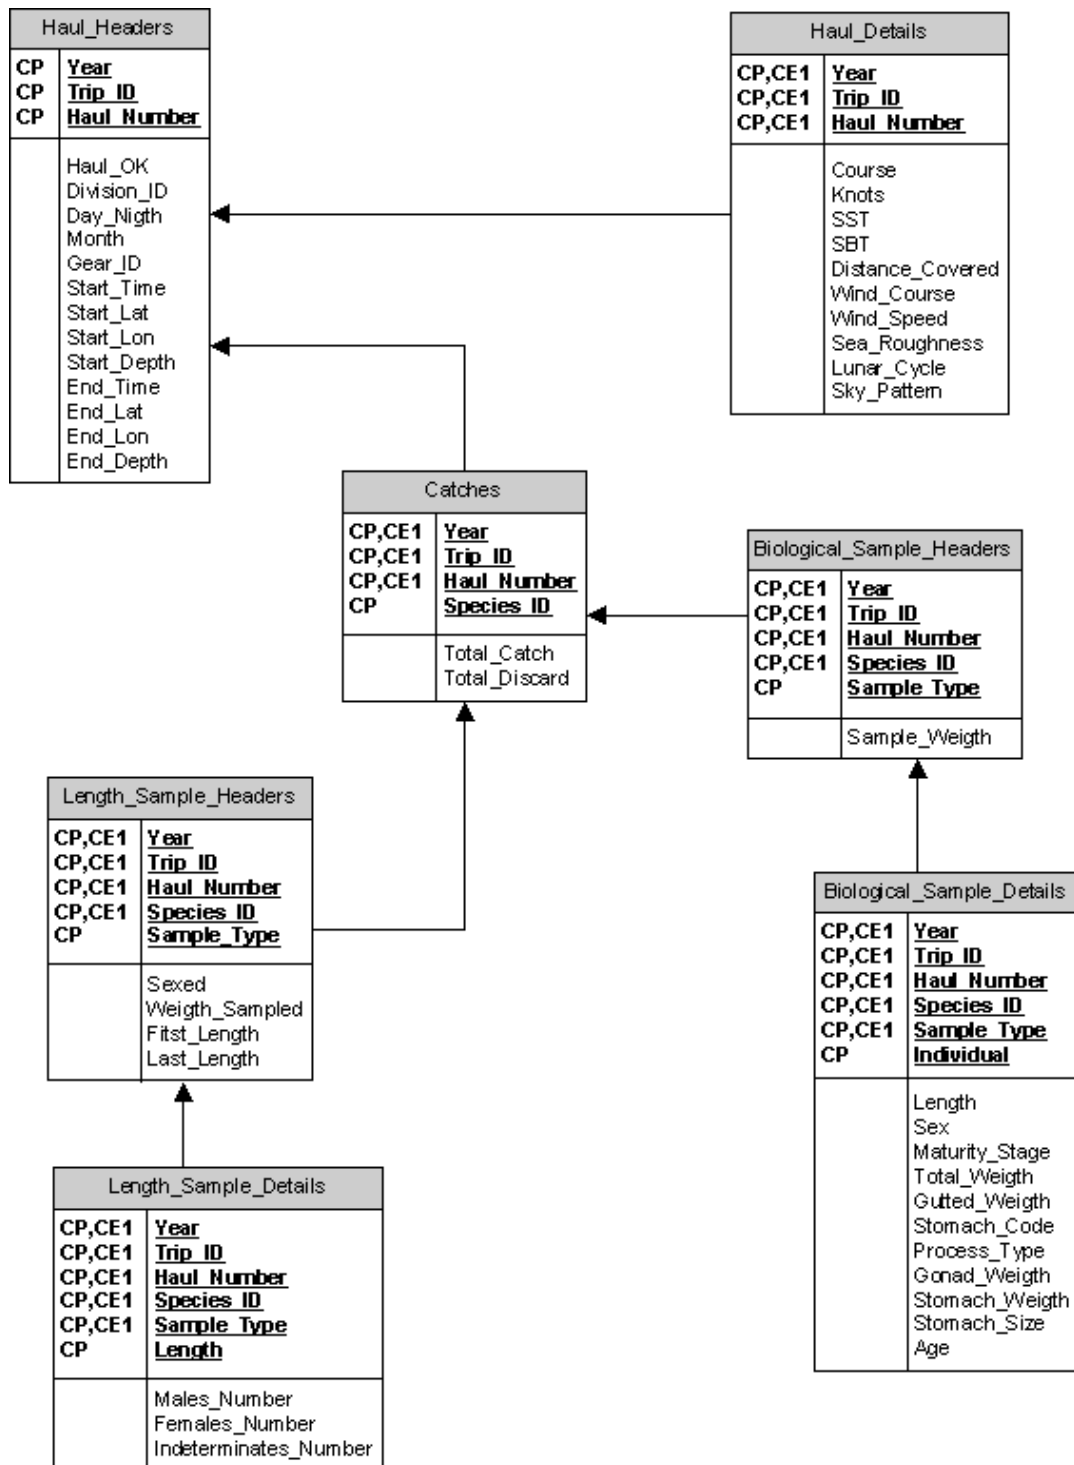 Haul_Headers
CP Year
CP Trip_ID
CP Haul_Number
Haul_OK
Division_ID
Day_Nigth
Month
Gear_ID
Start_Time
Start_Lat
Start_Lon
Start_Depth
End_Time
End_Lat
End_Lon
End_Depth
Haul_Details
CP,CE1 Year
CP,CE1 Trip_ID
CP,CE1 Haul_Number
Course
Knots
SST
SBT
Distance_Covered
Wind_Course
Wind_Speed
Sea_Roughness
Lunar_Cycle
Sky_Pattern
Catches
CP,CE1 Year
CP,CE1 Trip_ID
CP,CE1 Haul_Number
CP Species_ID
Total_Catch
Total_Discard
Biological_Sample_Headers
CP,CE1 Year
CP,CE1 Trip_ID
CP,CE1 Haul_Number
CP,CE1 Species_ID
CP Sample_Type
Sample_Weigth
Length_Sample_Headers
CP,CE1 Year
CP,CE1 Trip_ID
CP,CE1 Haul_Number
CP,CE1 Species_ID
CP Sample_Type
Sexed
Weigth_Sampled
Fitst_Length
Last_Length
Biological_Sample_Details
CP,CE1 Year
CP,CE1 Trip_ID
CP,CE1 Haul_Number
CP,CE1 Species_ID
CP,CE1 Sample_Type
CP Individual
Length
Sex
Maturity_Stage
Total_Weigth
Gutted_Weigth
Stomach_Code
Process_Type
Gonad_Weigth
Stomach_Weigth
Stomach_Size
Age
Length_Sample_Details
CP,CE1 Year
CP,CE1 Trip_ID
CP,CE1 Haul_Number
CP,CE1 Species_ID
CP,CE1 Sample_Type
CP Length
Males_Number
Females_Number
Indeterminates_Number